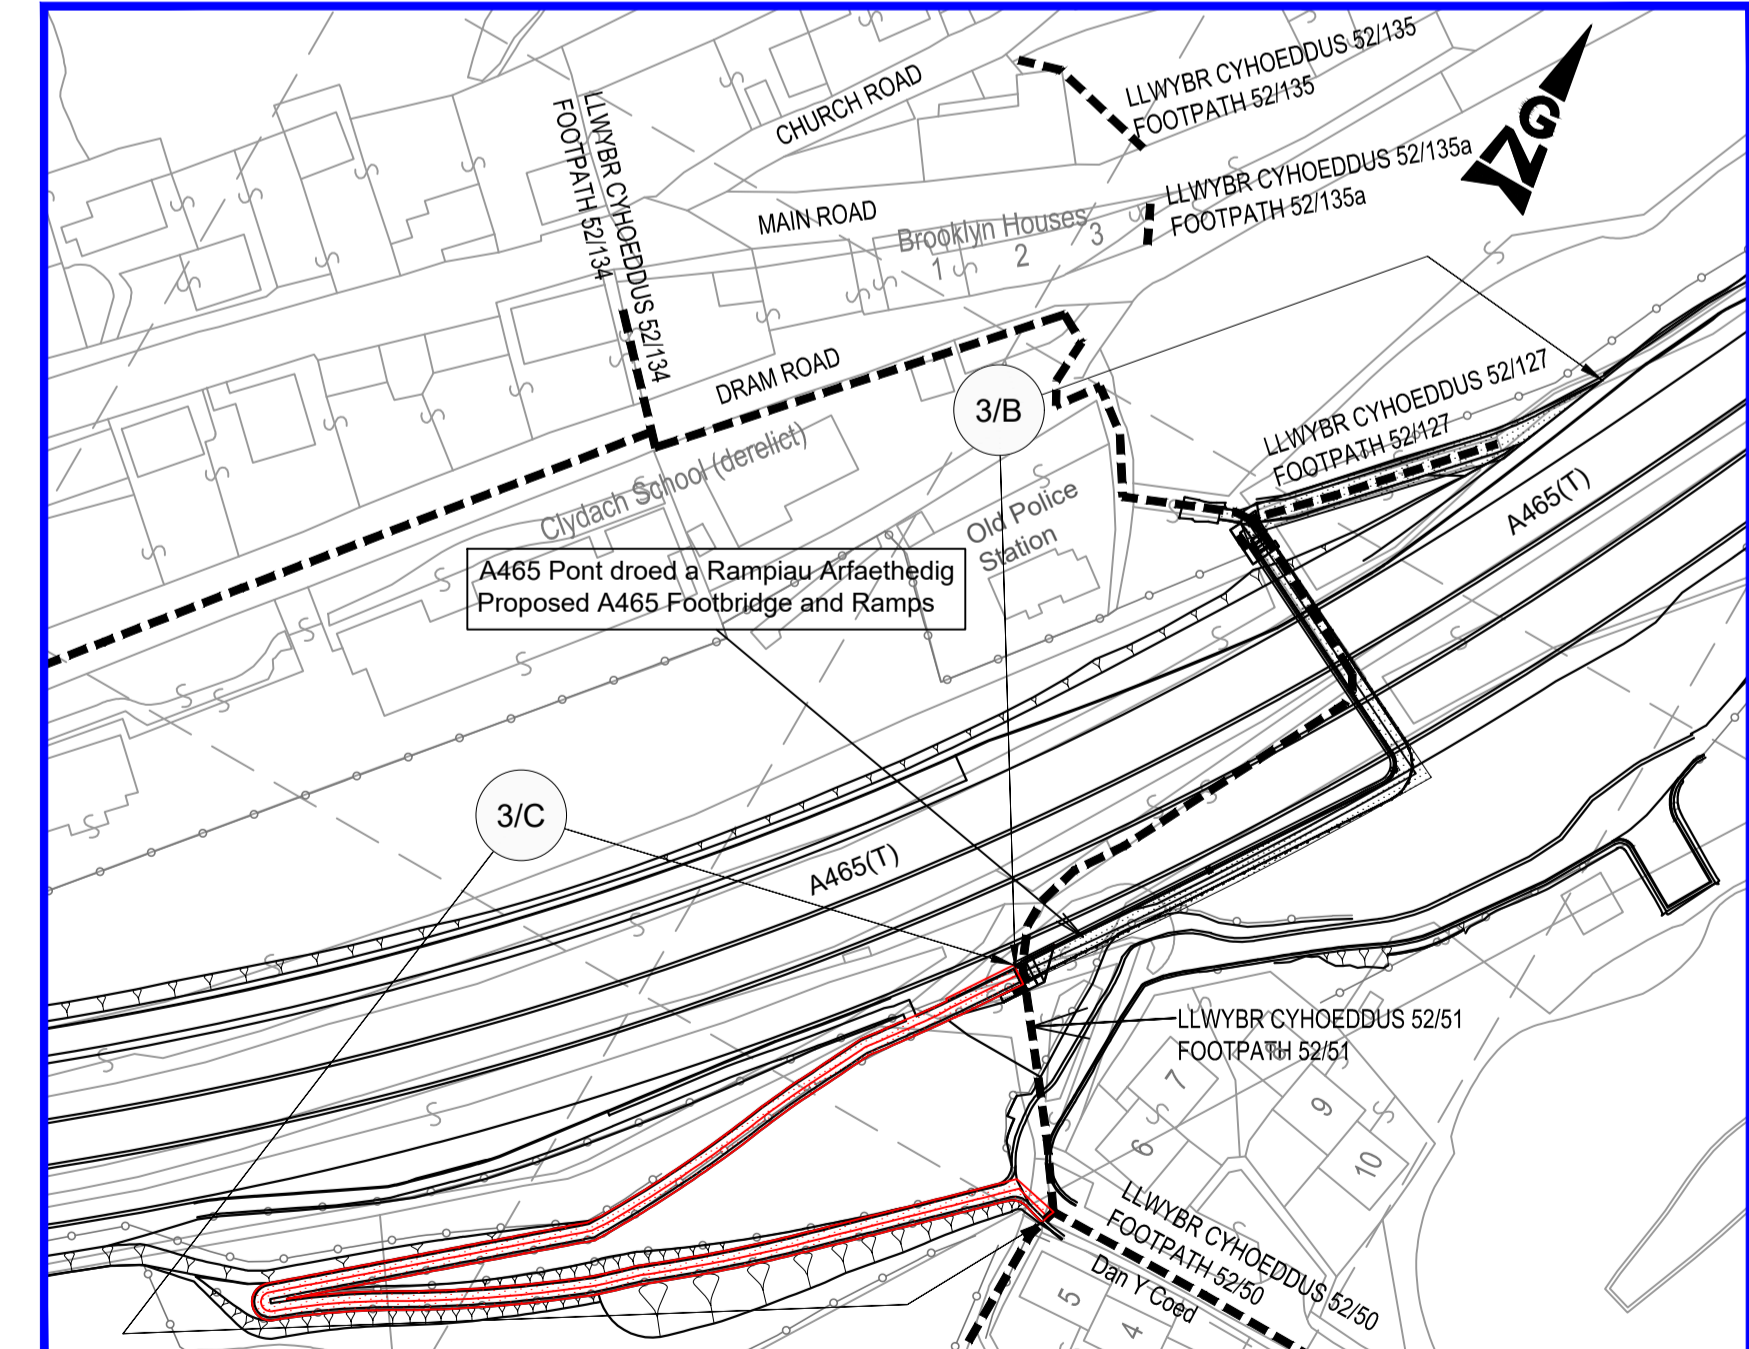 LLWYBR CYHOEDDUS 52/135
FOOTPATH 52/135
CHURCH ROAD
LLWYBR CYHOEDDUS 52/134
FOOTPATH 52/134
LLWYBR CYHOEDDUS 52/135a
FOOTPATH 52/135a
MAIN ROAD
Brooklyn Houses
1
2
3
DRAM ROAD
3/B
LLWYBR CYHOEDDUS 52/127
FOOTPATH 52/127
Clydach School (derelict)
Old Police
Station
A465(T)
A465 Pont droed a Rampiau Arfaethedig
Proposed A465 Footbridge and Ramps
3/C
A465(T)
LLWYBR CYHOEDDUS 52/51
FOOTPATH 52/51
7
9
6
10
LLWYBR CYHOEDDUS 52/50
FOOTPATH 52/50
Dan Y Coed
5
4